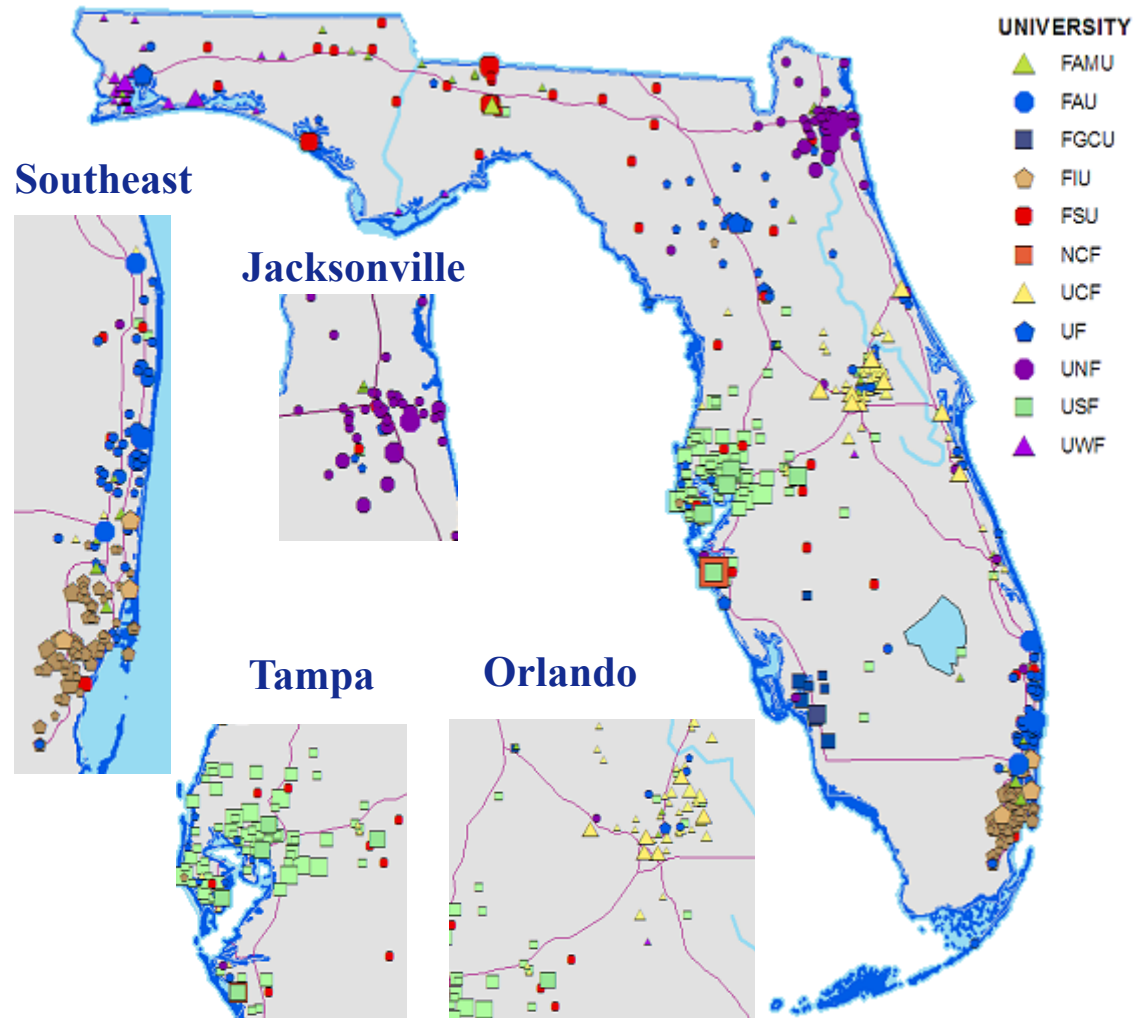 UNIVERSITY
FAMU
FAU
FGCU
FIU
FSU
NCF
UCF
UF
UNF
USF
UWF
Southeast
Jacksonville
Tampa
Orlando